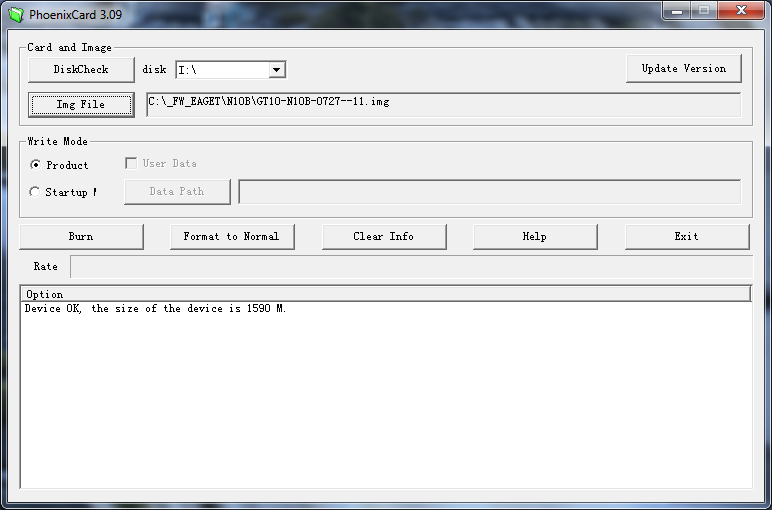 PhoenixCard 3.09
Card and Image
DiskCheck disk I:\ Update Version
Img File C:\_FW_EAGET\N10B\GT10-N10B-0727--11.img
Write Mode
Product User Data
Startup Data Path
Burn Format to Normal Clear Info Help Exit
Rate
Option
Device OK, the size of the device is 1590 M.